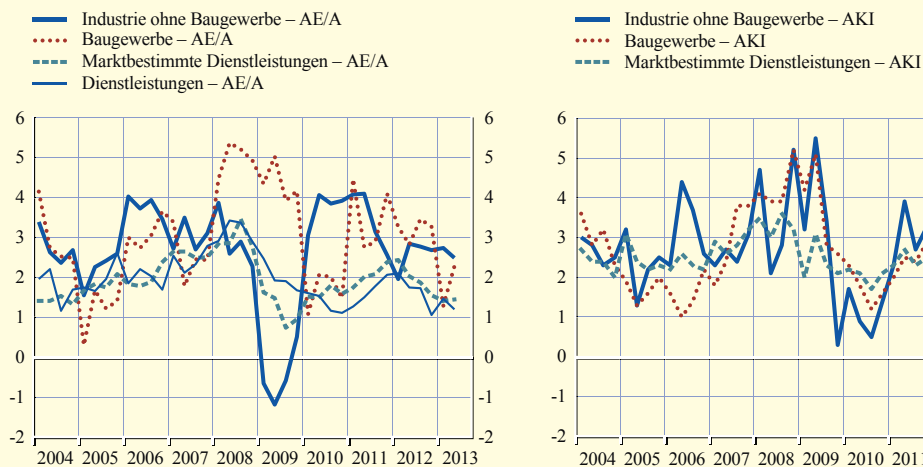 Industrie ohne Baugewerbe – AE/A
Baugewerbe – AE/A
Marktbestimmte Dienstleistungen – AE/A
Dienstleistungen – AE/A
6 6
5 5
4 4
3 3
2 2
1 1
0 0
-1 -1
-2 -2
2004 2005 2006 2007 2008 2009 2010 2011 2012 2013
Industrie ohne Baugewerbe – AKI
Baugewerbe – AKI
Marktbestimmte Dienstleistungen – AKI
6
5
4
3
2
1
0
-1
-2
2004 2005 2006 2007 2008 2009 2010